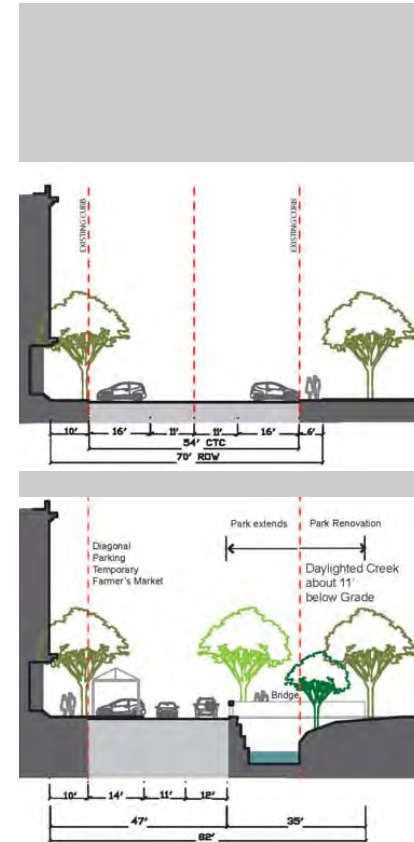 EXISTING CURB
EXISTING CURB
10' 16' 11' 11' 16' 6'
54' CTC
70' ROW
Park extends
Park Renovation
Diagonal
Parking
Temporary
Farmer's Market
Daylighted Creek
about 11'
below Grade
Bridge
10' 14' 11' 12'
47' 35'
82'